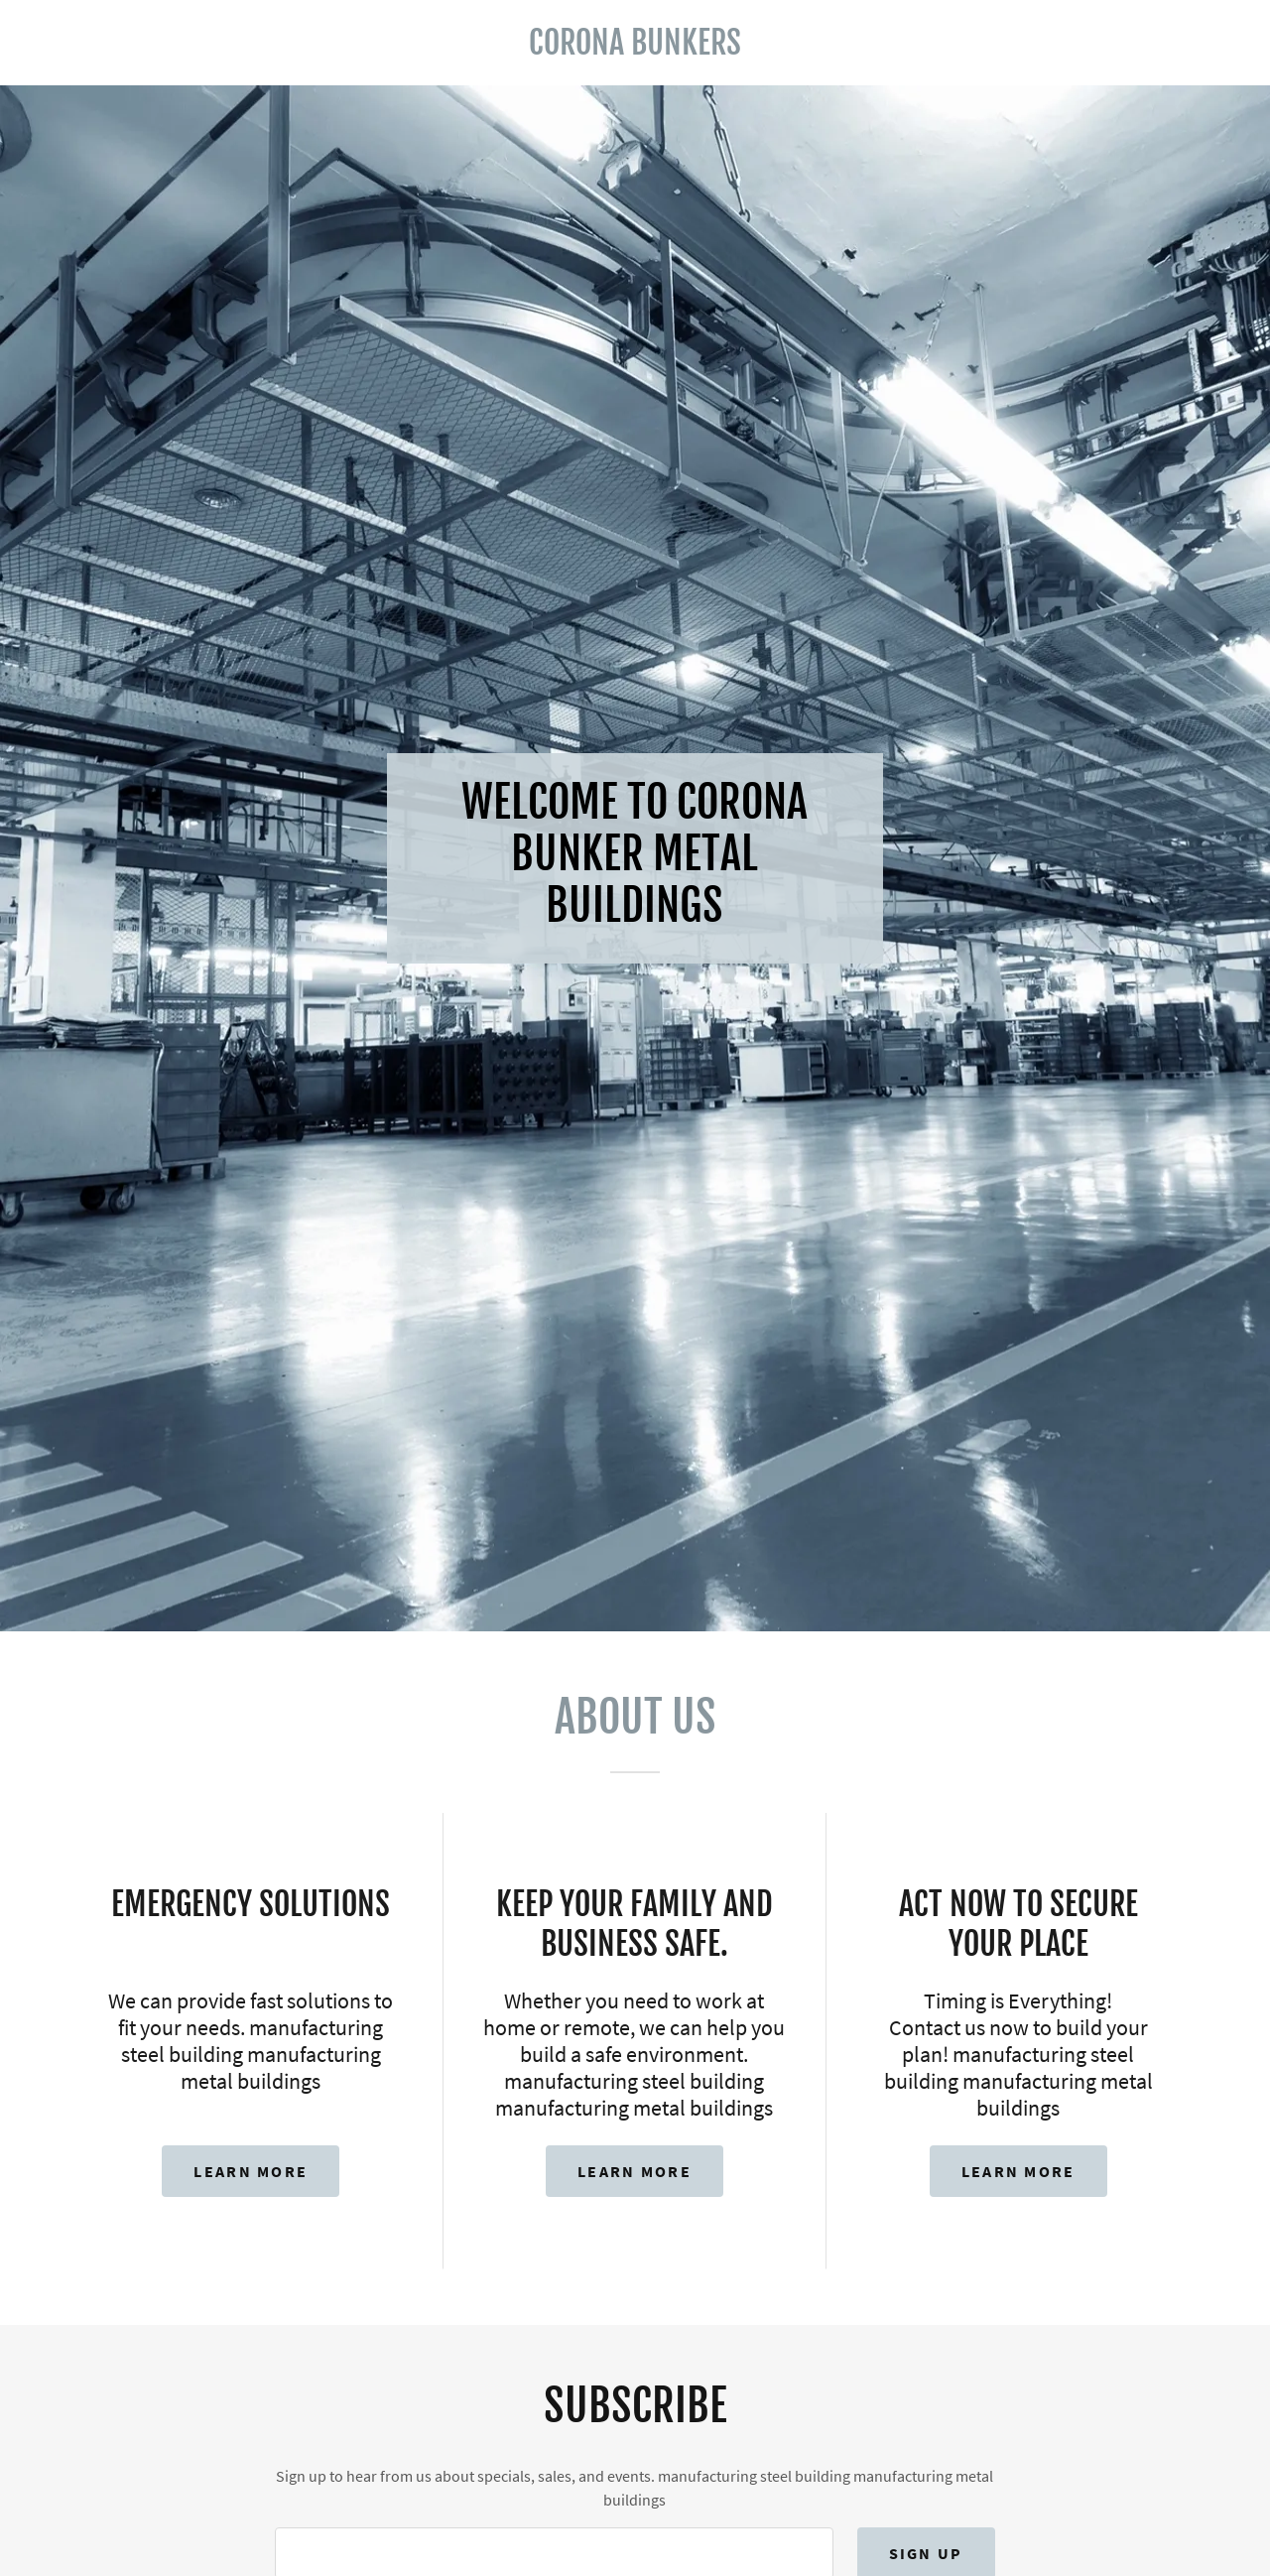 CORONA BUNKERS
WELCOME TO CORONA
BUNKER METAL
BUILDINGS
ABOUT US
EMERGENCY SOLUTIONS
We can provide fast solutions to
fit your needs. manufacturing
steel building manufacturing
metal buildings
LEARN MORE
KEEP YOUR FAMILY AND
BUSINESS SAFE.
Whether you need to work at
home or remote, we can help you
build a safe environment.
manufacturing steel building
manufacturing metal buildings
LEARN MORE
ACT NOW TO SECURE
YOUR PLACE
Timing is Everything!
Contact us now to build your
plan! manufacturing steel
building manufacturing metal
buildings
LEARN MORE
SUBSCRIBE
Sign up to hear from us about specials, sales, and events. manufacturing steel building manufacturing metal
buildings
SIGN UP